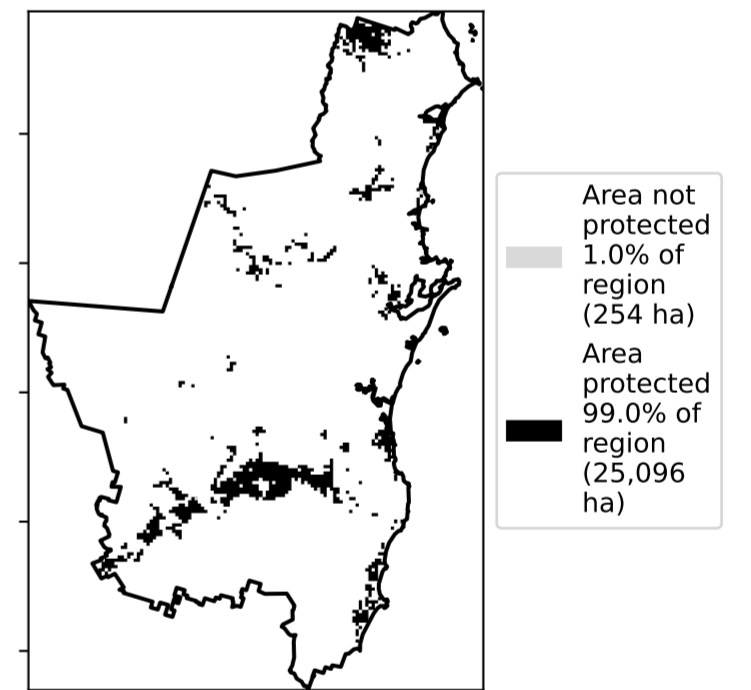 Area not
protected
1.0% of
region
(254 ha)
Area
protected
99.0% of
region
(25,096
ha)